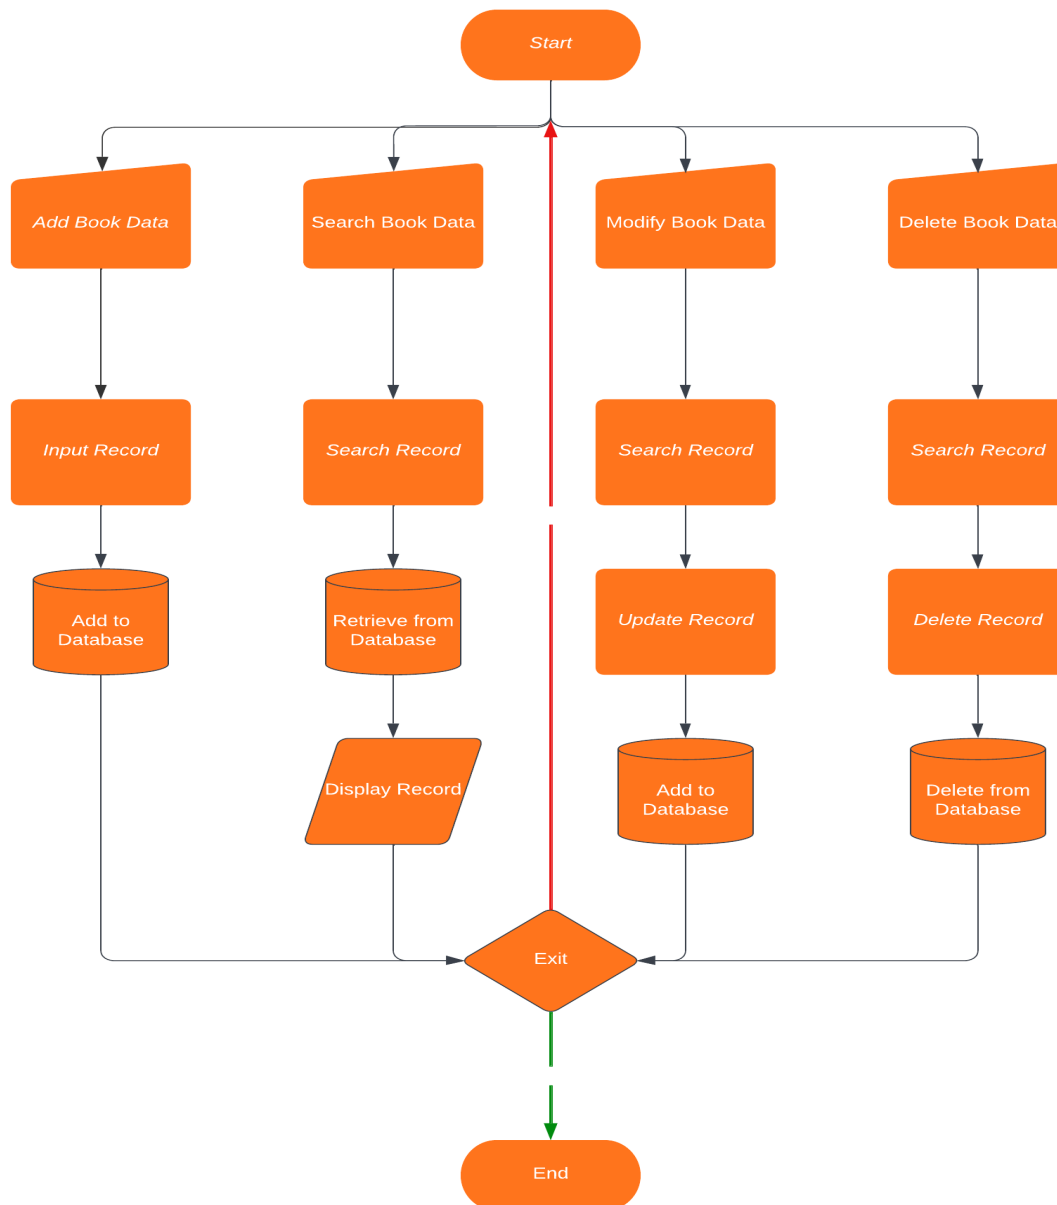 Start
Add Book Data
Search Book Data
Modify Book Data
Delete Book Data
Input Record
Search Record
Search Record
Search Record
Add to
Database
Retrieve from
Database
Update Record
Delete Record
Display Record
Add to
Database
Delete from
Database
Exit
End